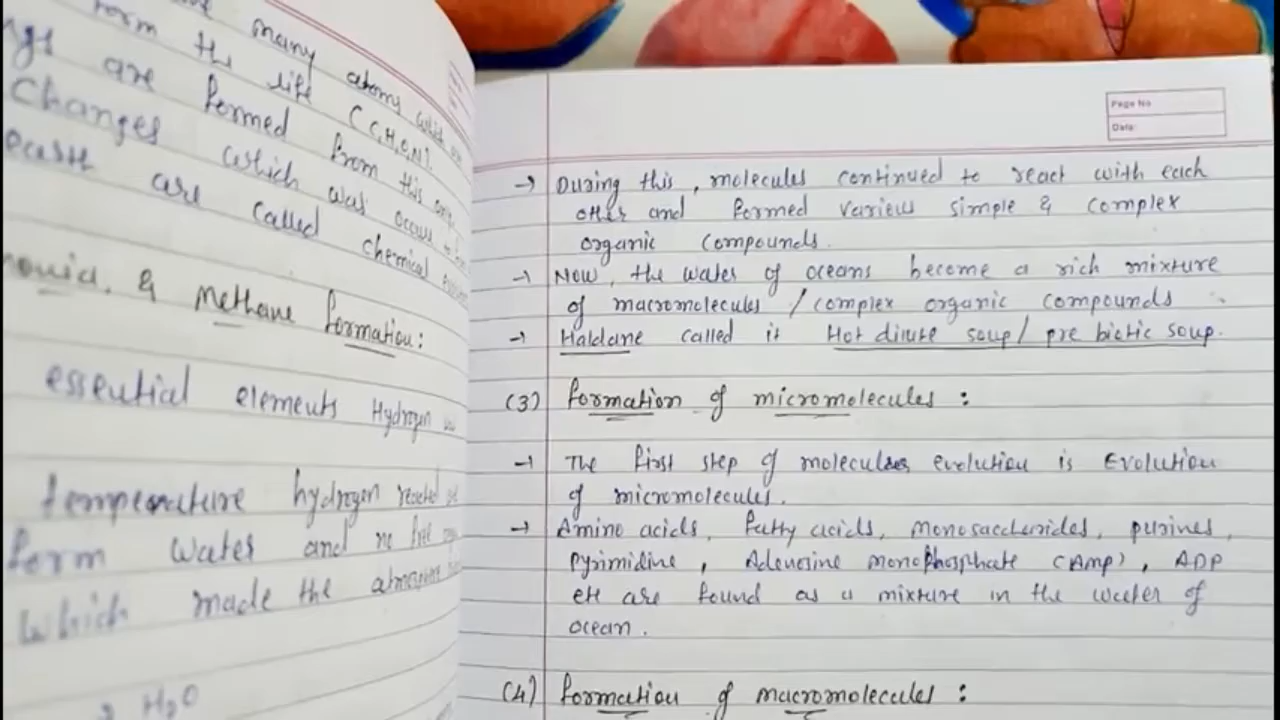 many atoms which
form the life (C,H,O,N).
are formed from this
Changes which was occurs
are called chemical
& Methane formation:
essential elements Hydrogen
temperature hydrogen reacted
form water and no free
which made the
H2O
Page No
Date:
→ During this, molecules continued to react with each
other and formed various simple & complex
organic compounds.
→ Now, the water of oceans become a rich mixture
of macromolecules / complex organic compounds
→ Haldane called it Hot dilute soup/ pre biotic soup.
(3) formation of micromolecules :
→ The first step of evolution is Evolution
of micromolecules.
→ Amino acids, fatty acids, monosaccharides, purines,
pyrimidine, Adenosine monophosphate (AMP), ADP
etc are found as a mixture in the water of
ocean.
(4) formation of macromolecules :